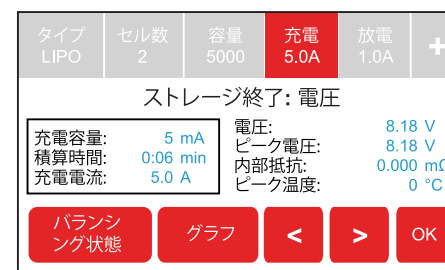 タイプ セル数 容量 充電 放電 +
LIPO 2 5000 5.0A 1.0A
ストレージ終了: 電圧
充電容量: 5 mA
積算時間: 0:06 min
充電電流: 5.0 A
電圧: 8.18 V
ピーク電圧: 8.18 V
内部抵抗: 0.000 mΩ
ピーク温度: 0 °C
バランシ
ング状態
グラフ
<
>
OK